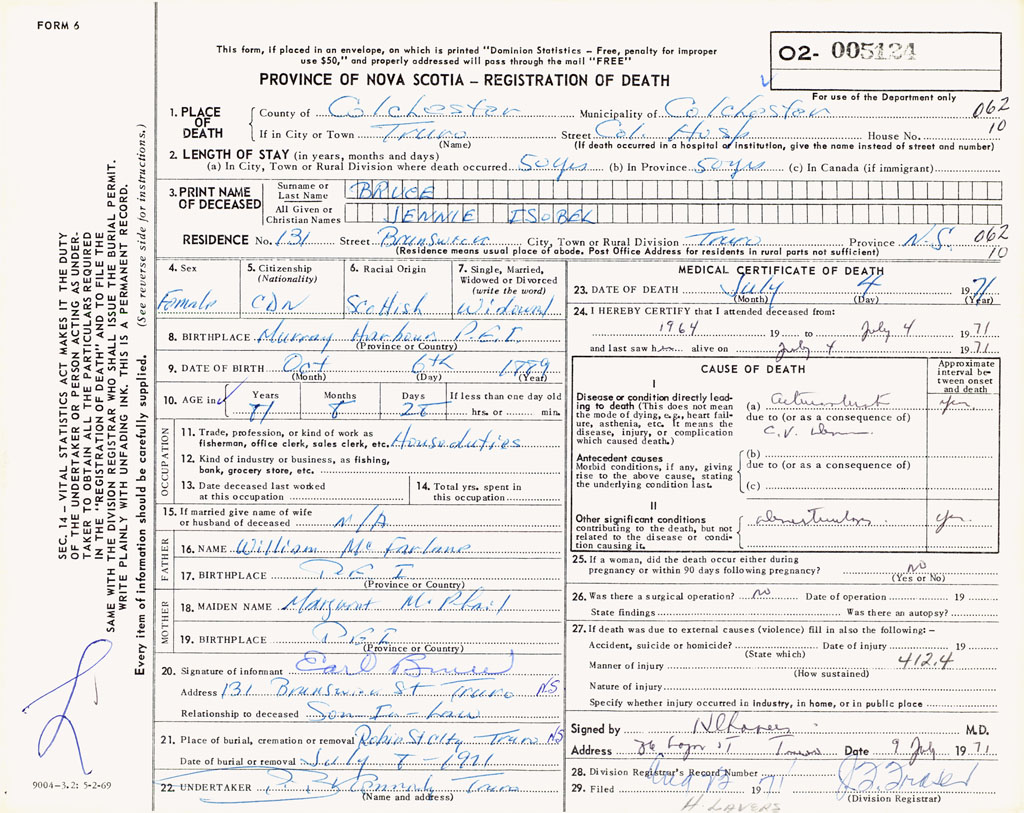 FORM 6
This form, if placed in an envelope, on which is printed "Dominion Statistics – Free, penalty for improper
use $50," and properly addressed will pass through the mail "FREE"
PROVINCE OF NOVA SCOTIA – REGISTRATION OF DEATH
O2- 005124
For use of the Department only
062
10
1. PLACE OF DEATH
County of Colchester Municipality of Colchester
If in City or Town Truro Street Col. Hosp House No.
(Name) (If death occurred in a hospital or institution, give the name instead of street and number)
2. LENGTH OF STAY (in years, months and days)
(a) In City, Town or Rural Division where death occurred 50 yrs (b) In Province 50 yrs (c) In Canada (if immigrant)
3. PRINT NAME OF DECEASED
Surname or Last Name BRUCE
All Given or Christian Names JENNIE ISOBEL
RESIDENCE No. 131 Street Brunswick City, Town or Rural Division Truro Province N.S. 062
(Residence means usual place of abode. Post Office Address for residents in rural parts not sufficient) 10
4. Sex
Female
5. Citizenship
(Nationality)
CDN
6. Racial Origin
Scottish
7. Single, Married,
Widowed or Divorced
(write the word)
Widowed
8. BIRTHPLACE Murray Harbour P.E.I.
(Province or Country)
9. DATE OF BIRTH Oct 6th 1889
(Month) (Day) (Year)
10. AGE in Years Months Days If less than one day old
81 8 28 hrs. or min.
OCCUPATION
11. Trade, profession, or kind of work as
fishermen, office clerk, sales clerk, etc. House duties
12. Kind of industry or business, as fishing,
bank, grocery store, etc.
13. Date deceased last worked
at this occupation
14. Total yrs. spent in
this occupation
15. If married give name of wife
or husband of deceased N/A
FATHER
16. NAME William McFarlane
17. BIRTHPLACE P.E.I
(Province or Country)
MOTHER
18. MAIDEN NAME Margaret McPhail
19. BIRTHPLACE P.E.I
(Province or Country)
20. Signature of informant Earl
Address 131 Brunswick St Truro NS
Relationship to deceased Son In-Law
21. Place of burial, cremation or removal Truro NS
Date of burial or removal July 1971
22. UNDERTAKER Truro
(Name and address)
MEDICAL CERTIFICATE OF DEATH
23. DATE OF DEATH July 4 1971
(Month) (Day) (Year)
24. I HEREBY CERTIFY that I attended deceased from:
1964 19 to July 4 1971
and last saw h alive on July 4 1971
CAUSE OF DEATH
Approximate interval between onset and death
I
Disease or condition directly leading to death (This does not
mean the mode of dying, e.g., heart failure, asthenia, etc. It means the
disease, injury, or complication
which caused death.)
(a)
due to (or as a consequence of)
C.V.
Antecedent causes
Morbid conditions, if any, giving
rise to the above cause, stating
the underlying condition last.
(b)
due to (or as a consequence of)
(c)
II
Other significant conditions
contributing to the death, but not
related to the disease or condition causing it.
25. If a woman, did the death occur either during
pregnancy or within 90 days following pregnancy? no
(Yes or No)
26. Was there a surgical operation? no Date of operation 19
State findings Was there an autopsy?
27. If death was due to external causes (violence) fill in also the following: –
Accident, suicide or homicide? Date of injury 19
(State which)
Manner of injury 412.4
(How sustained)
Nature of injury
Specify whether injury occurred in industry, in home, or in public place
Signed by M.D.
Address Truro Date 9 July 1971
28. Division Registrar's Record Number
29. Filed 1971
(Division Registrar)
H. LAVERS
SEC. 14 – VITAL STATISTICS ACT MAKES IT THE DUTY
OF THE UNDERTAKER OR PERSON ACTING AS UNDER-
TAKER TO OBTAIN ALL THE PARTICULARS REQUIRED
IN THE "REGISTRATION OF DEATH" AND TO FILE THE
SAME WITH THE DIVISION REGISTRAR WHO SHALL ISSUE THE BURIAL PERMIT.
WRITE PLAINLY WITH UNFADING INK. THIS IS A PERMANENT RECORD.
Every item of information should be carefully supplied. (See reverse side for instructions.)
9004-3.2: 5-2-69